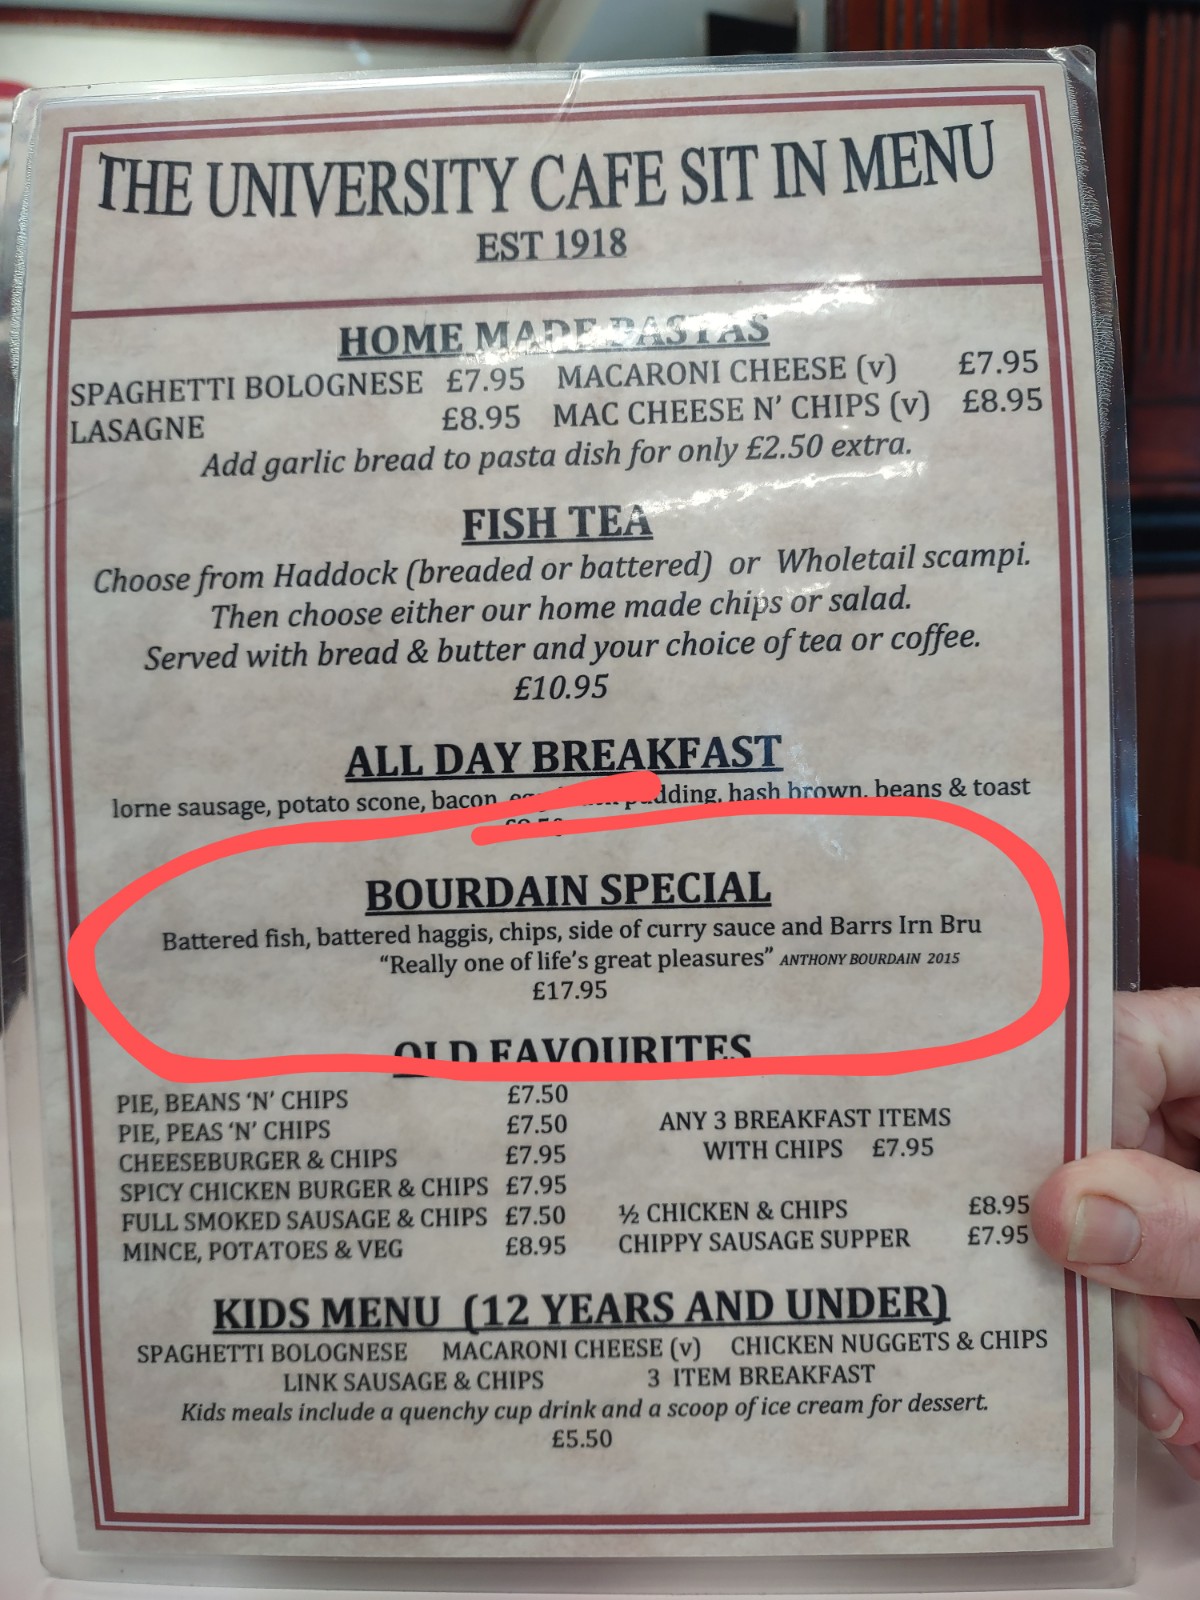 THE UNIVERSITY CAFE SIT IN MENU
EST 1918
HOME MADE PASTAS
SPAGHETTI BOLOGNESE £7.95 MACARONI CHEESE (v) £7.95
LASAGNE £8.95 MAC CHEESE N' CHIPS (v) £8.95
Add garlic bread to pasta dish for only £2.50 extra.
FISH TEA
Choose from Haddock (breaded or battered) or Wholetail scampi.
Then choose either our home made chips or salad.
Served with bread & butter and your choice of tea or coffee.
£10.95
ALL DAY BREAKFAST
lorne sausage, potato scone, bacon, pudding, hash brown, beans & toast
BOURDAIN SPECIAL
Battered fish, battered haggis, chips, side of curry sauce and Barrs Irn Bru
“Really one of life's great pleasures” ANTHONY BOURDAIN 2015
£17.95
OLD FAVOURITES
PIE, BEANS ‘N’ CHIPS £7.50
PIE, PEAS ‘N’ CHIPS £7.50 ANY 3 BREAKFAST ITEMS
CHEESEBURGER & CHIPS £7.95 WITH CHIPS £7.95
SPICY CHICKEN BURGER & CHIPS £7.95
FULL SMOKED SAUSAGE & CHIPS £7.50 ½ CHICKEN & CHIPS £8.95
MINCE, POTATOES & VEG £8.95 CHIPPY SAUSAGE SUPPER £7.95
KIDS MENU (12 YEARS AND UNDER)
SPAGHETTI BOLOGNESE MACARONI CHEESE (v) CHICKEN NUGGETS & CHIPS
LINK SAUSAGE & CHIPS 3 ITEM BREAKFAST
Kids meals include a quenchy cup drink and a scoop of ice cream for dessert.
£5.50